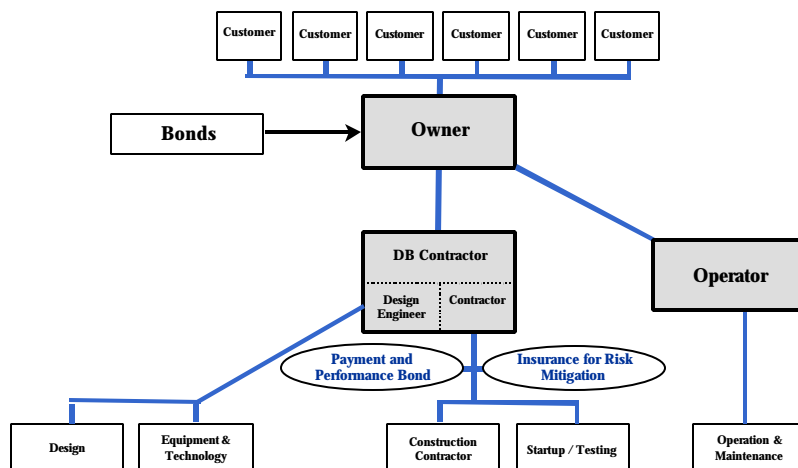 Customer
Customer
Customer
Customer
Customer
Customer
Bonds
Owner
DB Contractor
Design
Engineer
Contractor
Operator
Payment and
Performance Bond
Insurance for Risk
Mitigation
Design
Equipment &
Technology
Construction
Contractor
Startup / Testing
Operation &
Maintenance